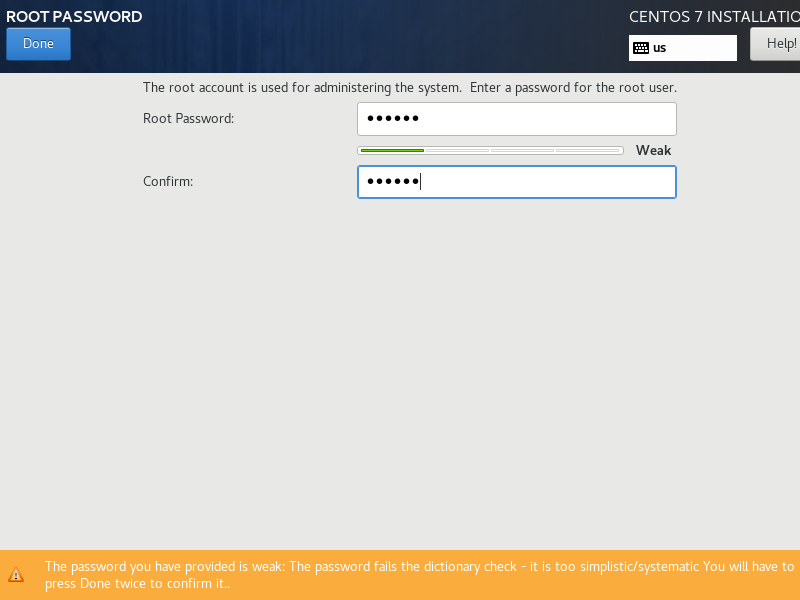 ROOT PASSWORD
CENTOS 7 INSTALLATIO
Done
us
Help!
The root account is used for administering the system.  Enter a password for the root user.
Root Password:
••••••
Weak
Confirm:
••••••
The password you have provided is weak: The password fails the dictionary check - it is too simplistic/systematic You will have to
press Done twice to confirm it..